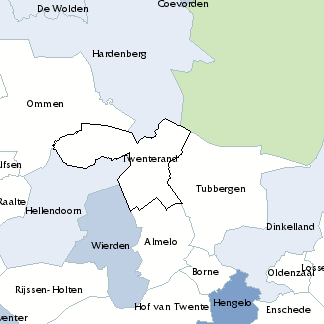 De Wolden
Coevorden
Hardenberg
Ommen
Twenterand
lfsen
Tubbergen
Raalte
Hellendoorn
Dinkelland
Wierden
Almelo
Borne
Oldenzaal
Losse
Rijssen-Holten
Hof van Twente
Hengelo
Enschede
venter